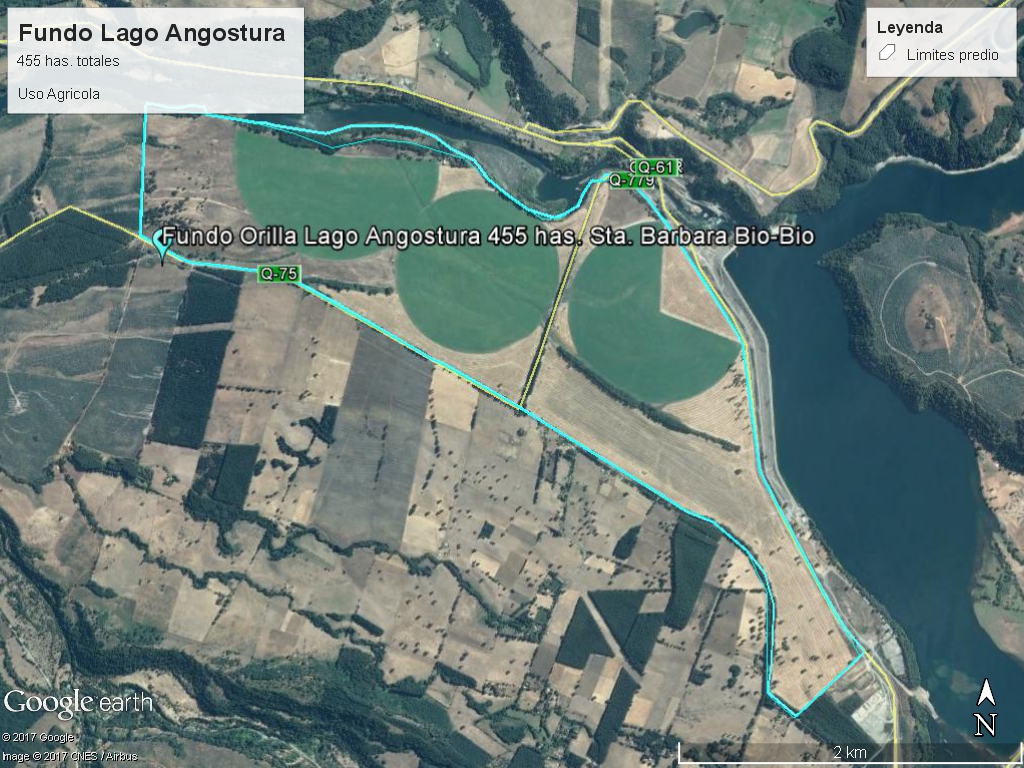 Fundo Lago Angostura
455 has. totales
Uso Agricola
Leyenda
Limites predio
Q-61
Q-779
Fundo Orilla Lago Angostura 455 has. Sta. Barbara Bio-Bio
Q-75
Google earth
© 2017 Google
Image © 2017 CNES / Airbus
N
2 km